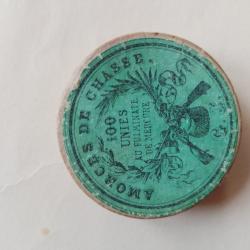 AMORCES DE CHASSE.
100
UNIES
AU FULMINATE
DE MERCURE